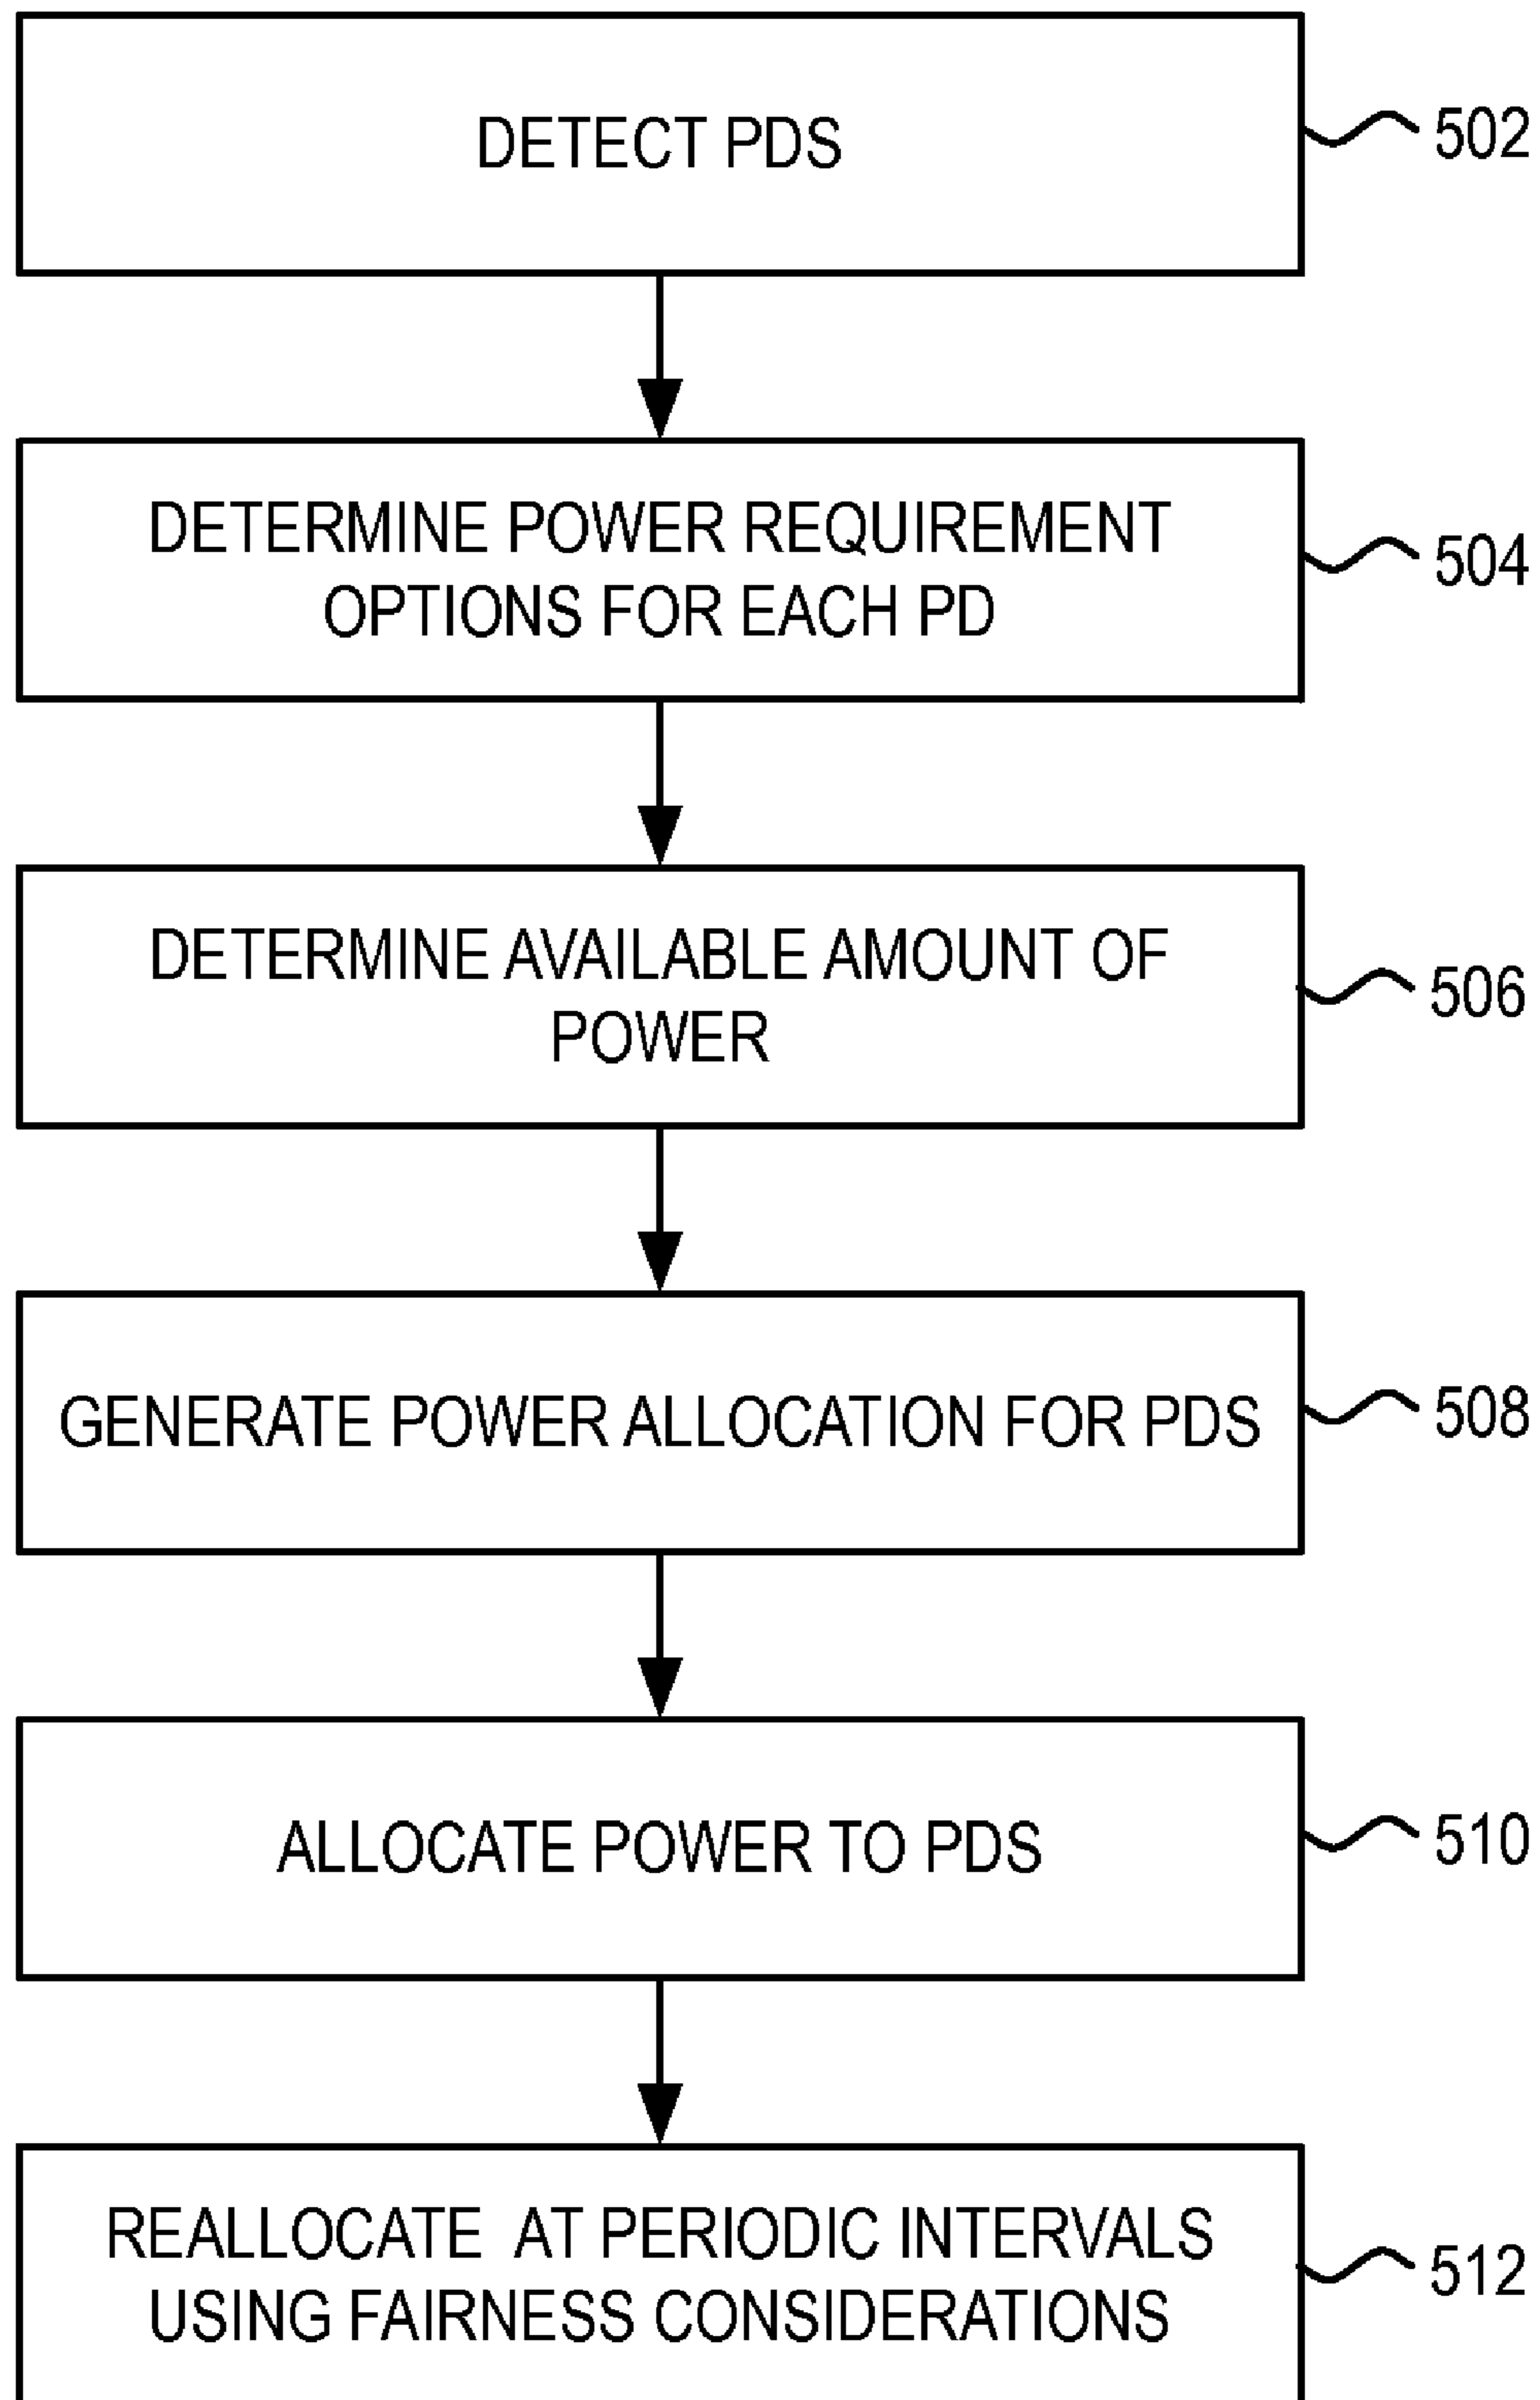 DETECT PDS
502
DETERMINE POWER REQUIREMENT
OPTIONS FOR EACH PD
504
DETERMINE AVAILABLE AMOUNT OF
POWER
506
GENERATE POWER ALLOCATION FOR PDS
508
ALLOCATE POWER TO PDS
510
REALLOCATE AT PERIODIC INTERVALS
USING FAIRNESS CONSIDERATIONS
512